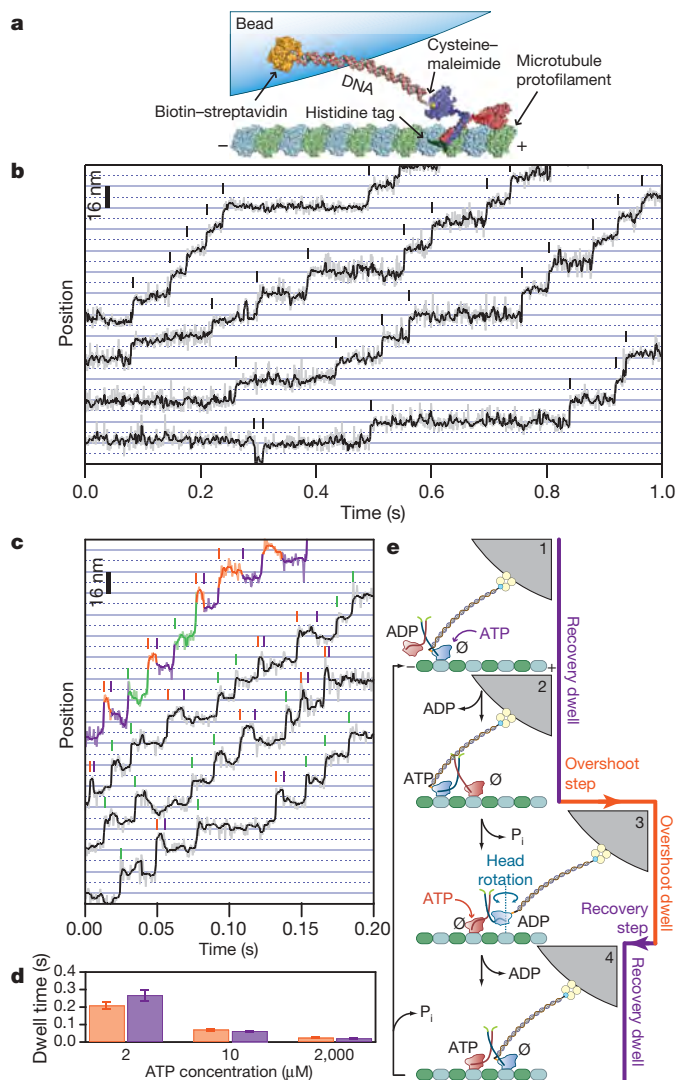 a
Bead
DNA
Cysteine–
maleimide
Microtubule
protofilament
Biotin–streptavidin
Histidine tag
–
+
b
16 nm
Position
0.0
0.2
0.4
0.6
0.8
1.0
Time (s)
c
16 nm
Position
0.00
0.05
0.10
0.15
0.20
Time (s)
d
Dwell time (s)
0.4
0.3
0.2
0.1
0.0
2
10
2,000
ATP concentration (μM)
e
1
ADP
Ø
ATP
–
+
Recovery dwell
2
ADP
ATP
Ø
Overshoot
step
Pi
3
Head
rotation
ATP
Ø
ADP
Overshoot dwell
Recovery
step
4
ADP
Pi
ATP
Ø
Recovery dwell